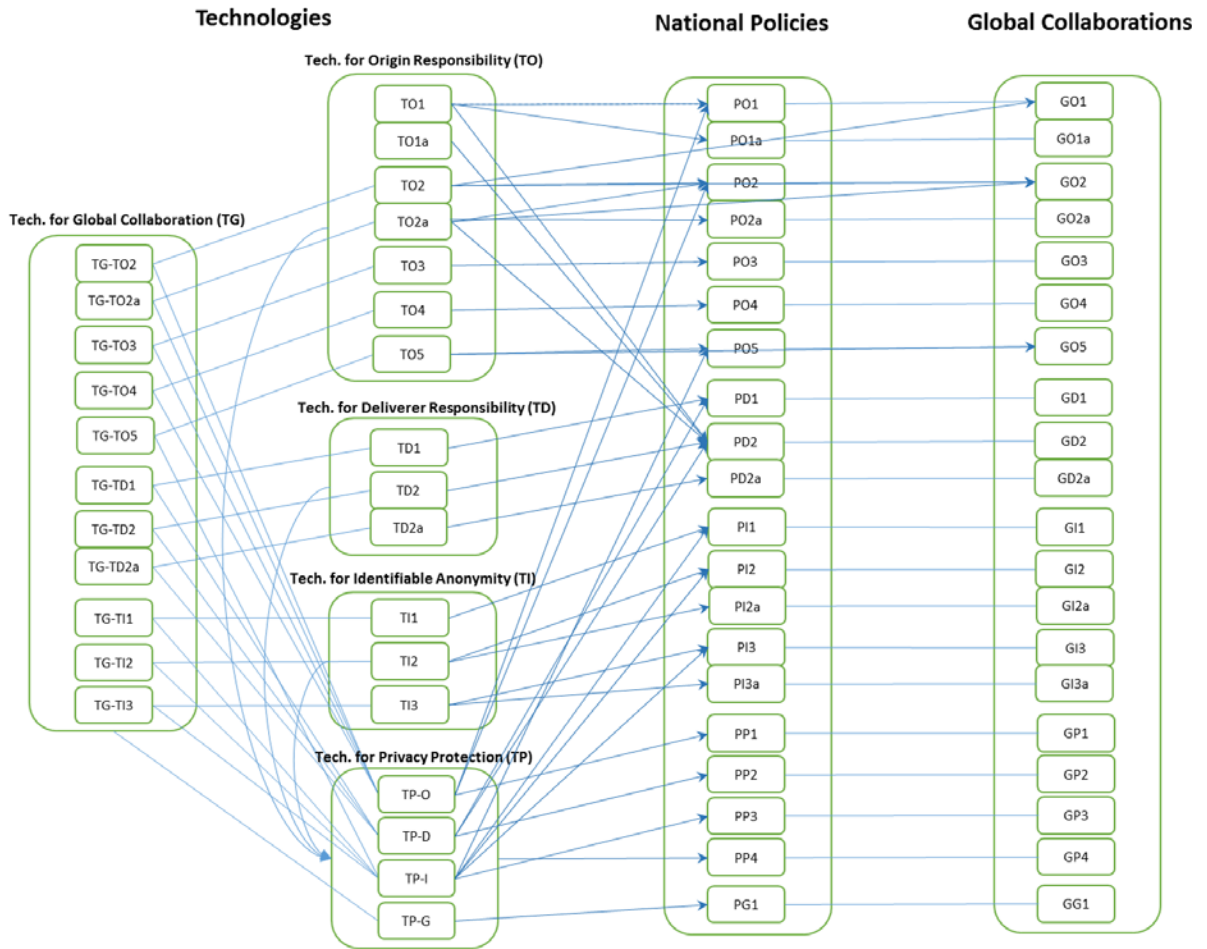 Technologies
National Policies
Global Collaborations
Tech. for Origin Responsibility (TO)
TO1
TO1a
TO2
TO2a
TO3
TO4
TO5
Tech. for Global Collaboration (TG)
TG-TO2
TG-TO2a
TG-TO3
TG-TO4
TG-TO5
TG-TD1
TG-TD2
TG-TD2a
TG-TI1
TG-TI2
TG-TI3
Tech. for Deliverer Responsibility (TD)
TD1
TD2
TD2a
Tech. for Identifiable Anonymity (TI)
TI1
TI2
TI3
Tech. for Privacy Protection (TP)
TP-O
TP-D
TP-I
TP-G
PO1
PO1a
PO2
PO2a
PO3
PO4
PO5
PD1
PD2
PD2a
PI1
PI2
PI2a
PI3
PI3a
PP1
PP2
PP3
PP4
PG1
GO1
GO1a
GO2
GO2a
GO3
GO4
GO5
GD1
GD2
GD2a
GI1
GI2
GI2a
GI3
GI3a
GP1
GP2
GP3
GP4
GG1